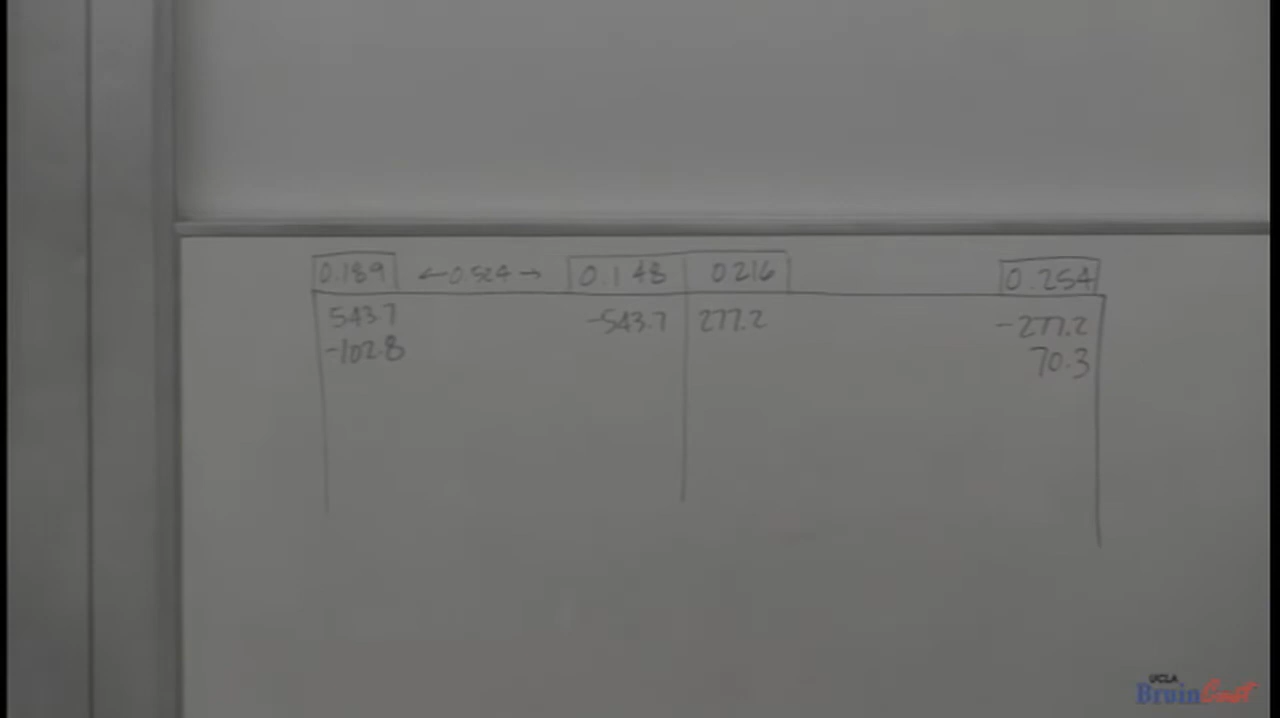 0.189 ←0.524→ 0.148 0.216 0.254
543.7 -543.7 277.2 -277.2
-102.8 70.3
UCLA
BruinCast